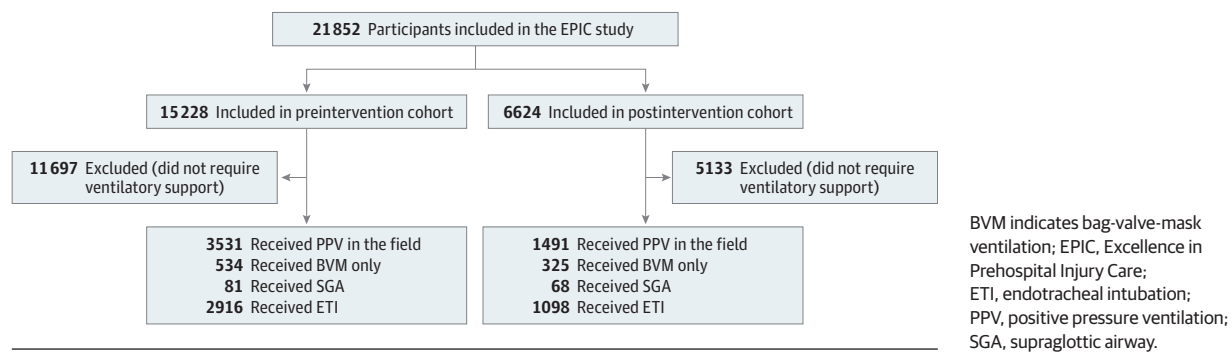 21852 Participants included in the EPIC study
15228 Included in preintervention cohort
6624 Included in postintervention cohort
11697 Excluded (did not require
ventilatory support)
5133 Excluded (did not require
ventilatory support)
3531 Received PPV in the field
534 Received BVM only
81 Received SGA
2916 Received ETI
1491 Received PPV in the field
325 Received BVM only
68 Received SGA
1098 Received ETI
BVM indicates bag-valve-mask
ventilation; EPIC, Excellence in
Prehospital Injury Care;
ETI, endotracheal intubation;
PPV, positive pressure ventilation;
SGA, supraglottic airway.